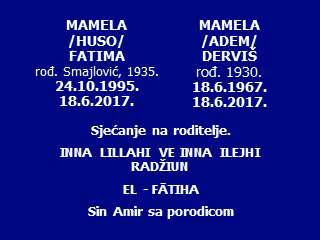 MAMELA
/HUSO/
FATIMA
rođ. Smajlović, 1935.
24.10.1995.
18.6.2017.
MAMELA
/ADEM/
DERVIŠ
rođ. 1930.
18.6.1967.
18.6.2017.
Sjećanje na roditelje.
INNA LILLAHI VE INNA ILEJHI
RADŽIUN
EL - FĀTIHA
Sin Amir sa porodicom